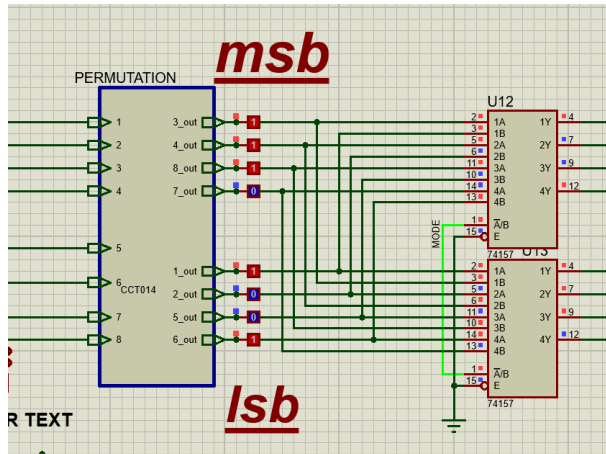 msb
PERMUTATION
U12
1 3_out 1 2 1A 1Y 4
3 1B
2 4_out 1 5 2A 2Y 7
6 2B
3 8_out 1 11 3A 3Y 9
10 3B
4 7_out 0 14 4A 4Y 12
13 4B
MODE
1 A/B
5 15 E
74157
U13
1_out 1 2 1A 1Y 4
6 3 1B
CCT014 2_out 0 5 2A 2Y 7
6 2B
7 5_out 0 11 3A 3Y 9
10 3B
8 6_out 1 14 4A 4Y 12
13 4B
1 A/B
15 E
74157
lsb
R TEXT